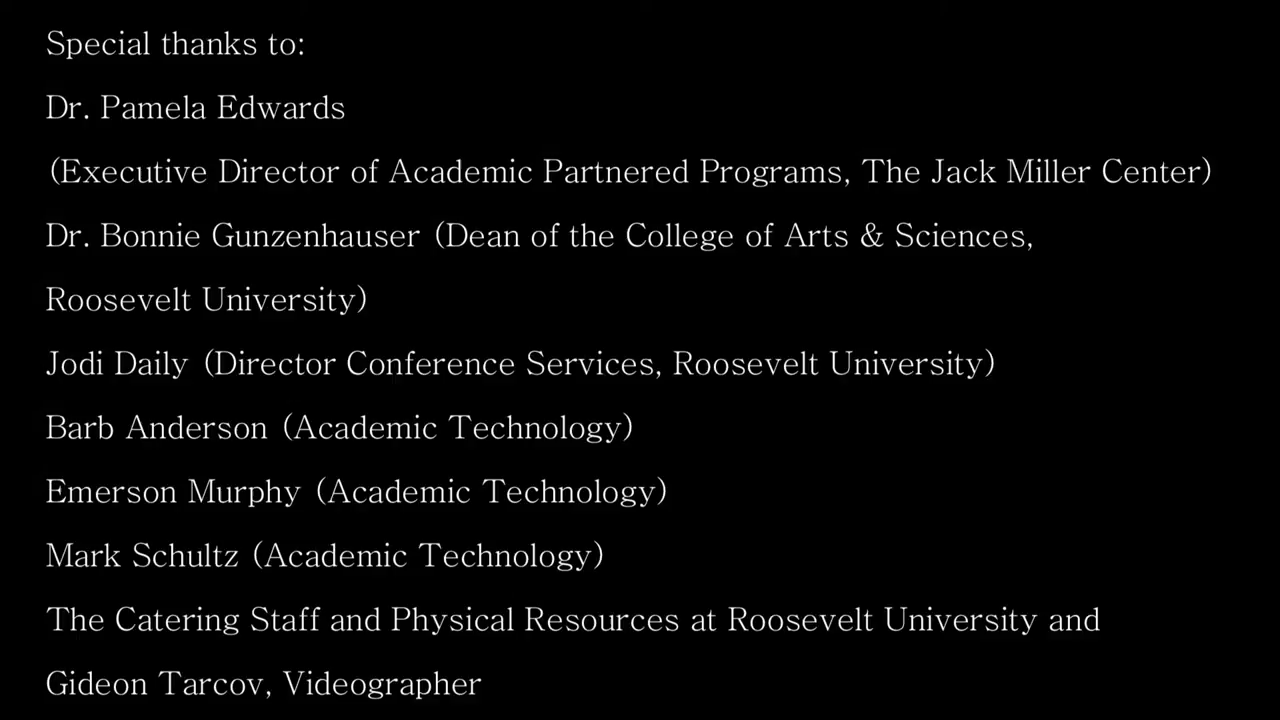 Special thanks to:
Dr. Pamela Edwards
(Executive Director of Academic Partnered Programs, The Jack Miller Center)
Dr. Bonnie Gunzenhauser (Dean of the College of Arts & Sciences,
Roosevelt University)
Jodi Daily (Director Conference Services, Roosevelt University)
Barb Anderson (Academic Technology)
Emerson Murphy (Academic Technology)
Mark Schultz (Academic Technology)
The Catering Staff and Physical Resources at Roosevelt University and
Gideon Tarcov, Videographer